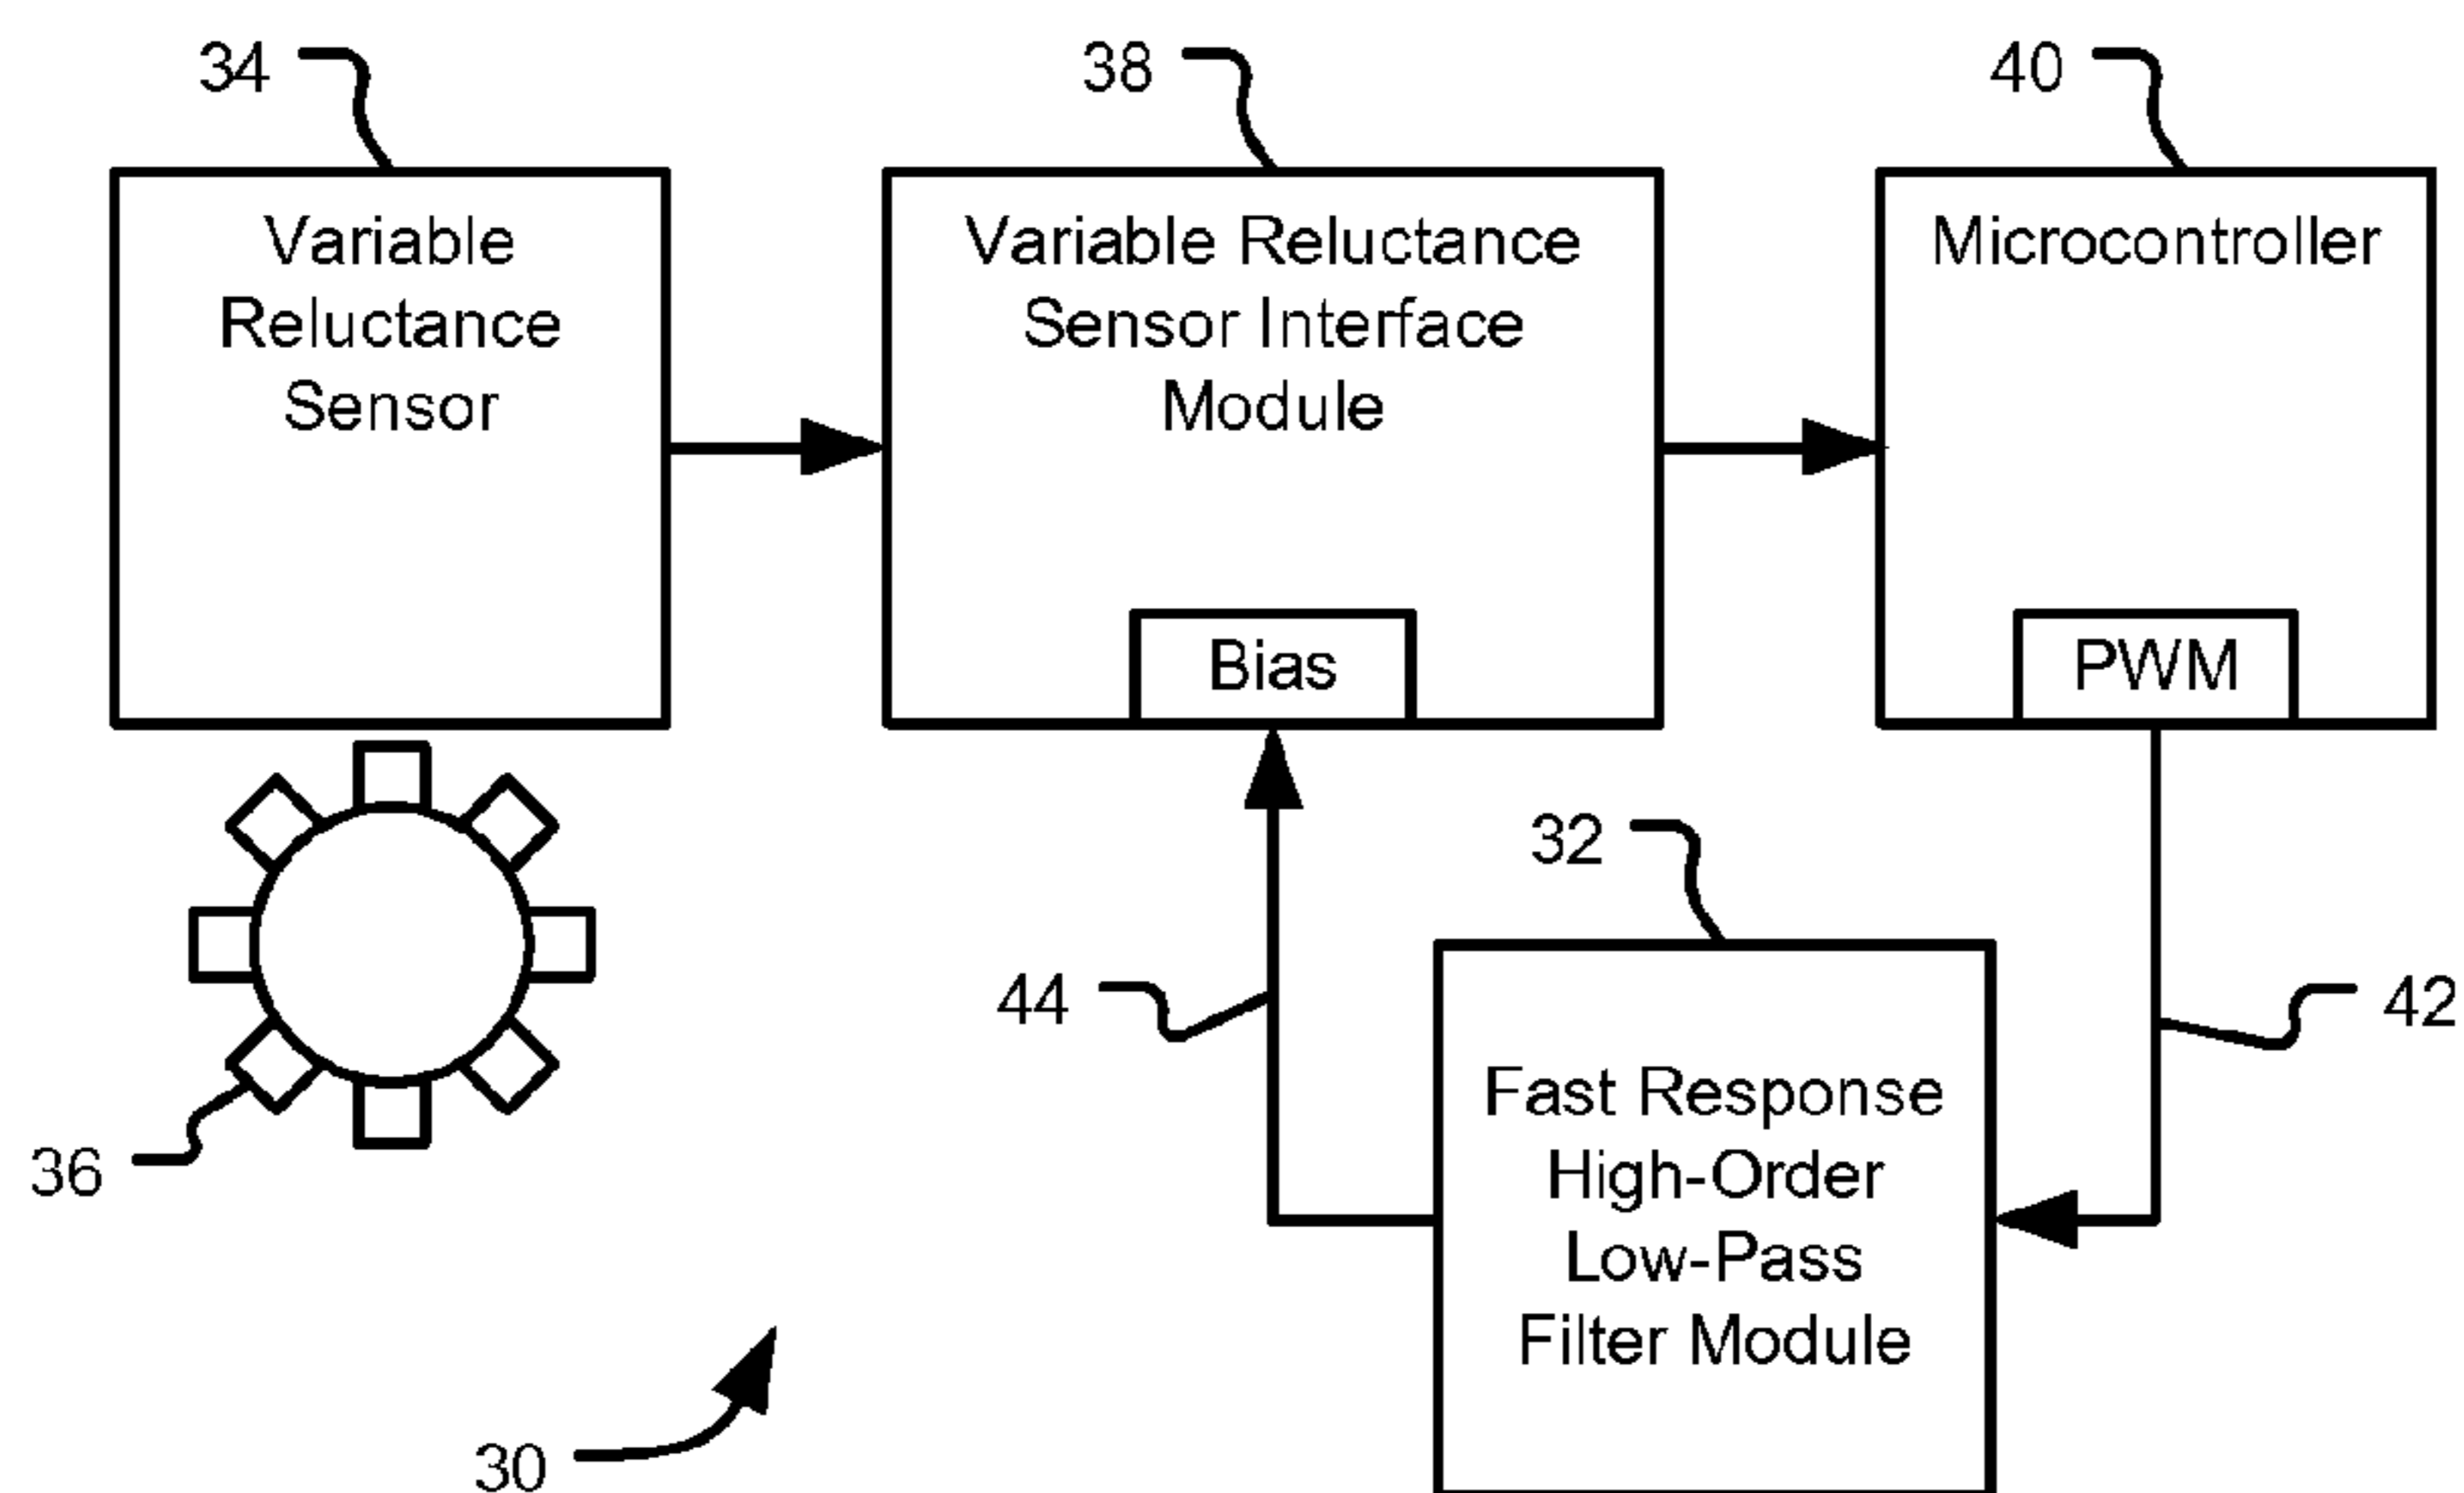 34
38
40
Variable
Reluctance
Sensor
Variable Reluctance
Sensor Interface
Module
Microcontroller
Bias
PWM
32
44
42
Fast Response
High-Order
Low-Pass
Filter Module
36
30